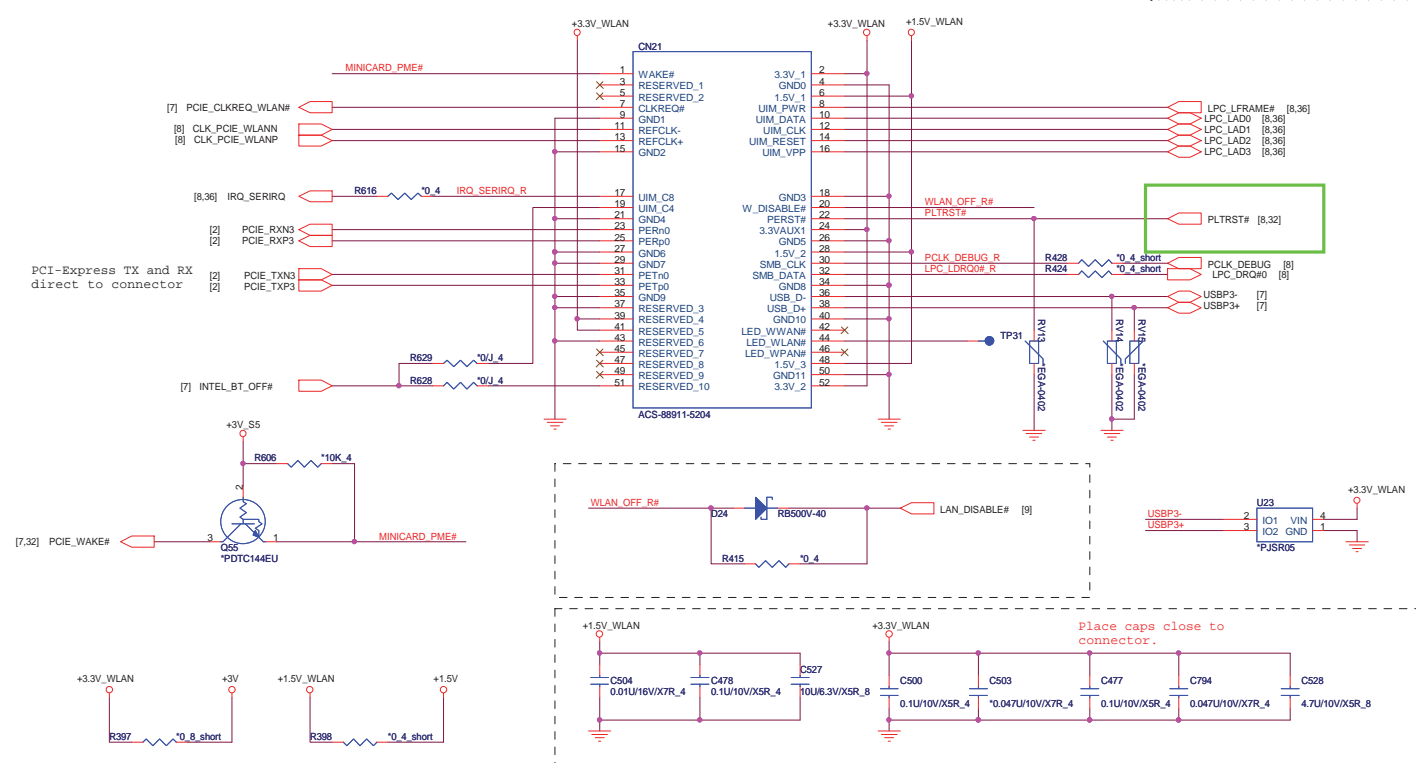 +3.3V_WLAN +3.3V_WLAN +1.5V_WLAN
CN21
MINICARD_PME# 1 WAKE# 3.3V_1 2
3 RESERVED_1 GND0 4
5 RESERVED_2 1.5V_1 6
[7] PCIE_CLKREQ_WLAN# 7 CLKREQ# UIM_PWR 8 LPC_LFRAME# [8,36]
9 GND1 UIM_DATA 10 LPC_LAD0 [8,36]
[8] CLK_PCIE_WLANN 11 REFCLK- UIM_CLK 12 LPC_LAD1 [8,36]
[8] CLK_PCIE_WLANP 13 REFCLK+ UIM_RESET 14 LPC_LAD2 [8,36]
15 GND2 UIM_VPP 16 LPC_LAD3 [8,36]
[8,36] IRQ_SERIRQ R616 *0_4 IRQ_SERIRQ_R 17 UIM_C8 GND3 18
19 UIM_C4 W_DISABLE# 20 WLAN_OFF_R#
21 GND4 PERST# 22 PLTRST# PLTRST# [8,32]
[2] PCIE_RXN3 23 PERn0 3.3VAUX1 24
[2] PCIE_RXP3 25 PERp0 GND5 26
27 GND6 1.5V_2 28
29 GND7 SMB_CLK 30 PCLK_DEBUG_R R428 *0_4_short PCLK_DEBUG [8]
PCI-Express TX and RX
direct to connector
[2] PCIE_TXN3 31 PETn0 SMB_DATA 32 LPC_LDRQ0#_R R424 *0_4_short LPC_DRQ#0 [8]
[2] PCIE_TXP3 33 PETp0 GND8 34
35 GND9 USB_D- 36 USBP3- [7]
37 RESERVED_3 USB_D+ 38 USBP3+ [7]
39 RESERVED_4 GND10 40
41 RESERVED_5 LED_WWAN# 42
43 RESERVED_6 LED_WLAN# 44 TP31
45 RESERVED_7 LED_WPAN# 46
47 RESERVED_8 1.5V_3 48
49 RESERVED_9 GND11 50
51 RESERVED_10 3.3V_2 52
RV13 *EGA-0402
RV14 *EGA-0402
RV15 *EGA-0402
R629 *0/J_4
[7] INTEL_BT_OFF# R628 *0/J_4
ACS-88911-5204
+3V_S5
R606 *10K_4
2
[7,32] PCIE_WAKE# 3 1 MINICARD_PME#
Q55
*PDTC144EU
WLAN_OFF_R# D24 RB500V-40 LAN_DISABLE# [9]
R415 *0_4
+3.3V_WLAN
U23
USBP3- 2 IO1 VIN 4
USBP3+ 3 IO2 GND 1
*PJSR05
+1.5V_WLAN +3.3V_WLAN
Place caps close to
connector.
C504 0.01U/16V/X7R_4
C478 0.1U/10V/X5R_4
C527 10U/6.3V/X5R_8
C500 0.1U/10V/X5R_4
C503 *0.047U/10V/X7R_4
C477 0.1U/10V/X5R_4
C794 0.047U/10V/X7R_4
C528 4.7U/10V/X5R_8
+3.3V_WLAN +3V +1.5V_WLAN +1.5V
R397 *0_8_short R398 *0_4_short